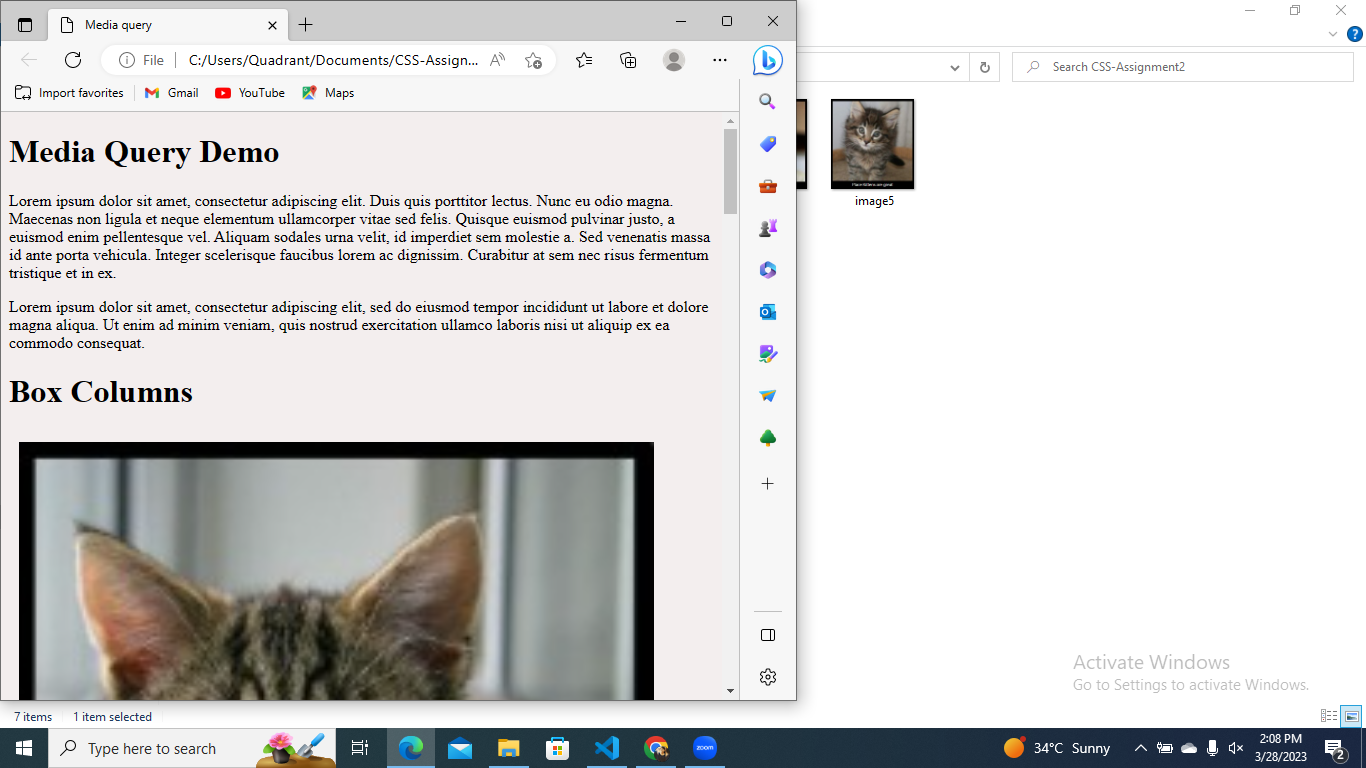 Media query
File
C:/Users/Quadrant/Documents/CSS-Assign...
Import favorites
Gmail
YouTube
Maps
Media Query Demo
Lorem ipsum dolor sit amet, consectetur adipiscing elit. Duis quis porttitor lectus. Nunc eu odio magna.
Maecenas non ligula et neque elementum ullamcorper vitae sed felis. Quisque euismod pulvinar justo, a
euismod enim pellentesque vel. Aliquam sodales urna velit, id imperdiet sem molestie a. Sed venenatis massa
id ante porta vehicula. Integer scelerisque faucibus lorem ac dignissim. Curabitur at sem nec risus fermentum
tristique et in ex.
Lorem ipsum dolor sit amet, consectetur adipiscing elit, sed do eiusmod tempor incididunt ut labore et dolore
magna aliqua. Ut enim ad minim veniam, quis nostrud exercitation ullamco laboris nisi ut aliquip ex ea
commodo consequat.
Box Columns
Search CSS-Assignment2
image5
Activate Windows
Go to Settings to activate Windows.
7 items
1 item selected
Type here to search
zoom
34°C Sunny
2:08 PM
3/28/2023
2